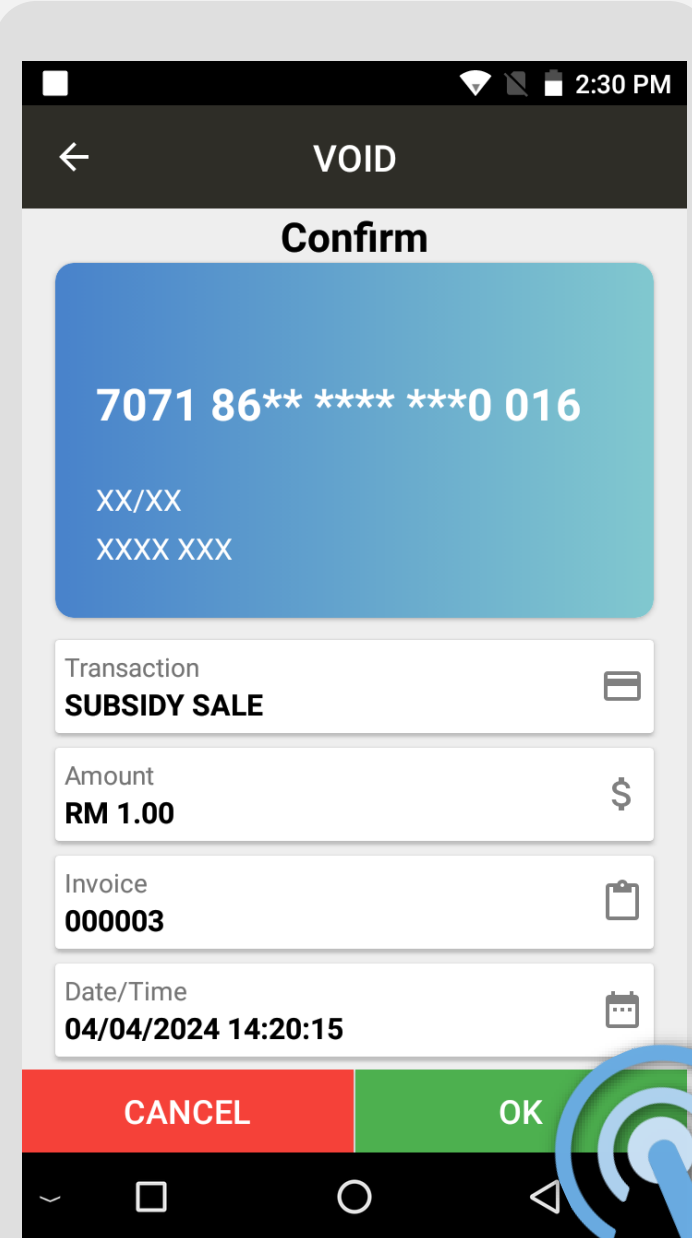 2:30 PM
VOID
Confirm
7071 86** **** ***0 016
XX/XX
XXXX XXX
Transaction
SUBSIDY SALE
Amount
RM 1.00
$
Invoice
000003
Date/Time
04/04/2024 14:20:15
CANCEL
OK